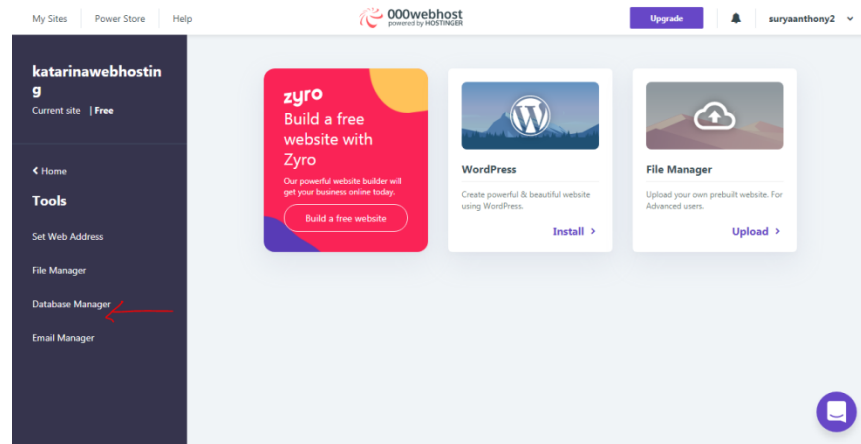 My Sites
Power Store
Help
000webhost
powered by HOSTINGER
Upgrade
suryaanthony2
katarinawebhostin
g
Current site | Free
Home
Tools
Set Web Address
File Manager
Database Manager
Email Manager
zyro
Build a free
website with
Zyro
Our powerful website builder will
get your business online today.
Build a free website
WordPress
Create powerful & beautiful website
using WordPress.
Install
File Manager
Upload your own prebuilt website. For
Advanced users.
Upload